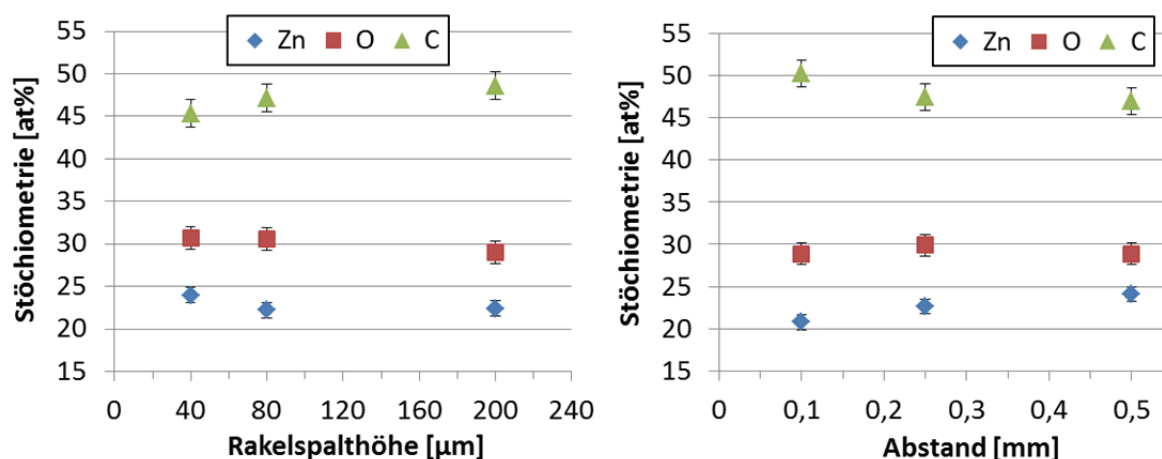 Zn O C
Stöchiometrie [at%]
55
50
45
40
35
30
25
20
15
0 40 80 120 160 200 240
Rakelspalthöhe [µm]
Zn O C
Stöchiometrie [at%]
55
50
45
40
35
30
25
20
15
0 0,1 0,2 0,3 0,4 0,5
Abstand [mm]